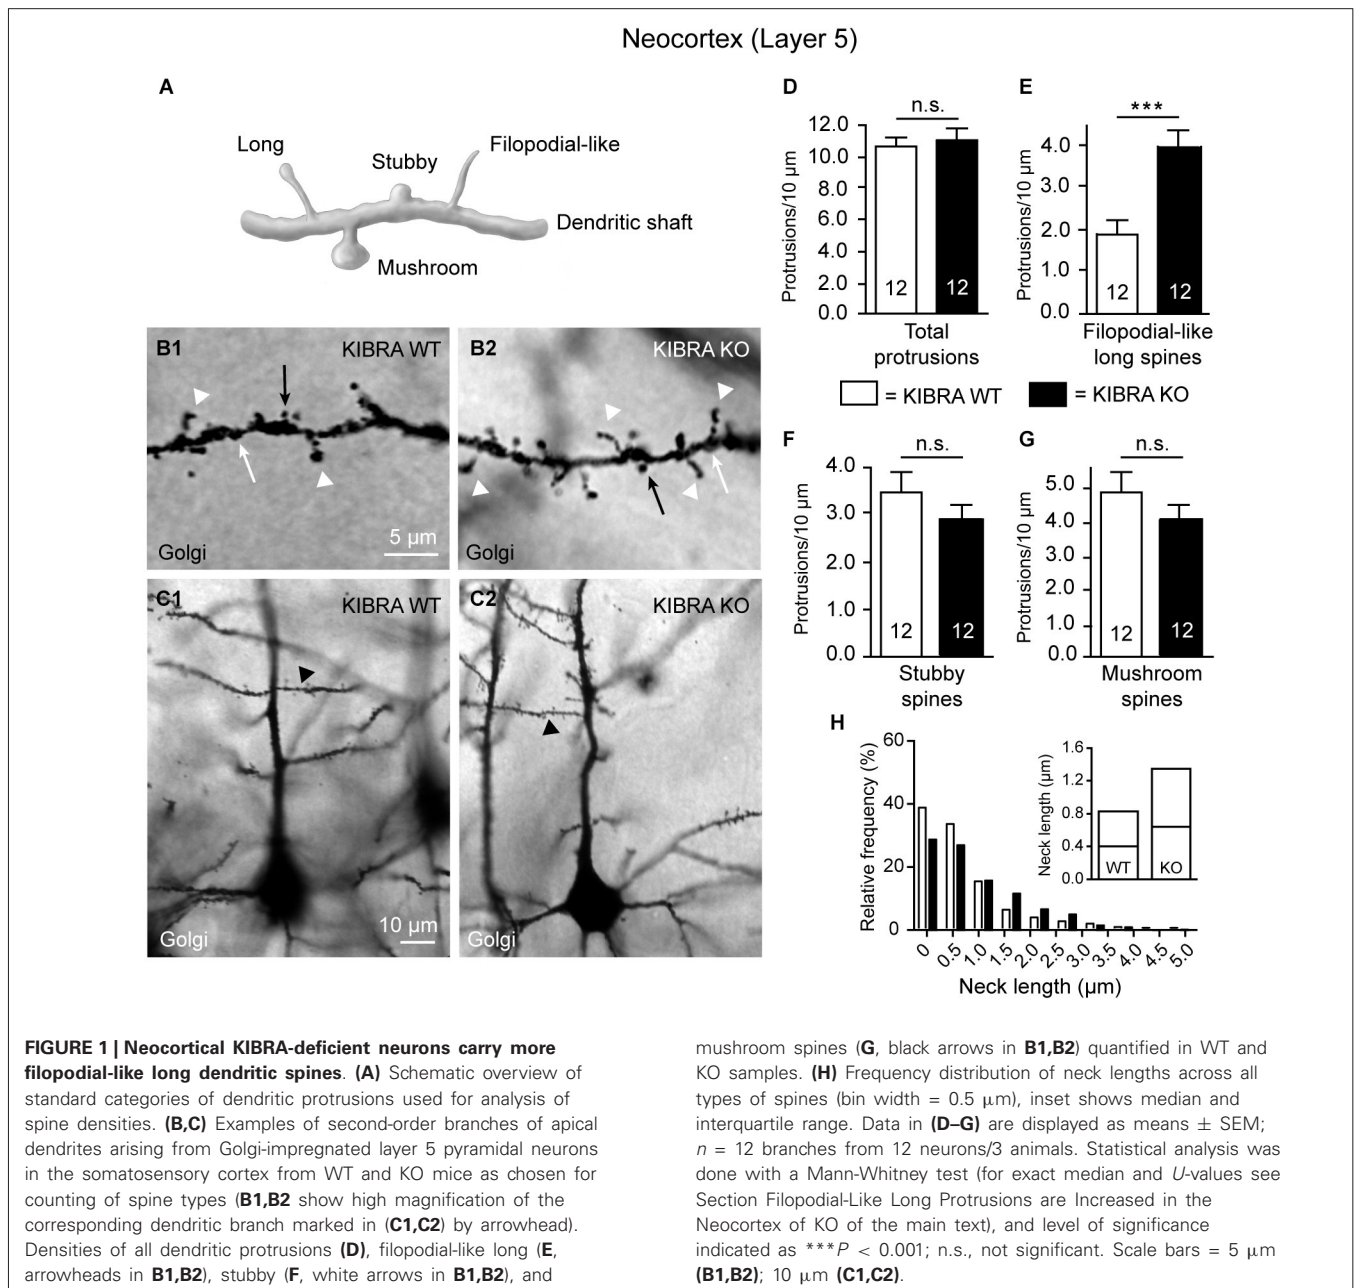 Neocortex (Layer 5)
A
Long
Stubby
Filopodial-like
Dendritic shaft
Mushroom
B1
KIBRA WT
5 µm
Golgi
B2
KIBRA KO
Golgi
C1
KIBRA WT
10 µm
Golgi
C2
KIBRA KO
Golgi
D
n.s.
Protrusions/10 µm
12.0
10.0
8.0
6.0
4.0
2.0
0.0
12
12
Total
protrusions
E
***
Protrusions/10 µm
4.0
3.0
2.0
1.0
0.0
12
12
Filopodial-like
long spines
= KIBRA WT
= KIBRA KO
F
n.s.
Protrusions/10 µm
4.0
3.0
2.0
1.0
0.0
12
12
Stubby
spines
G
n.s.
Protrusions/10 µm
5.0
4.0
3.0
2.0
1.0
0.0
12
12
Mushroom
spines
H
Relative frequency (%)
60
40
20
0
0
0.5
1.0
1.5
2.0
2.5
3.0
3.5
4.0
4.5
5.0
Neck length (µm)
Neck length (µm)
1.6
1.2
0.8
0.4
0.0
WT
KO
FIGURE 1 | Neocortical KIBRA-deficient neurons carry more
filopodial-like long dendritic spines. (A) Schematic overview of
standard categories of dendritic protrusions used for analysis of
spine densities. (B,C) Examples of second-order branches of apical
dendrites arising from Golgi-impregnated layer 5 pyramidal neurons
in the somatosensory cortex from WT and KO mice as chosen for
counting of spine types (B1,B2 show high magnification of the
corresponding dendritic branch marked in (C1,C2) by arrowhead).
Densities of all dendritic protrusions (D), filopodial-like long (E,
arrowheads in B1,B2), stubby (F, white arrows in B1,B2), and
mushroom spines (G, black arrows in B1,B2) quantified in WT and
KO samples. (H) Frequency distribution of neck lengths across all
types of spines (bin width = 0.5 µm), inset shows median and
interquartile range. Data in (D–G) are displayed as means ± SEM;
n = 12 branches from 12 neurons/3 animals. Statistical analysis was
done with a Mann-Whitney test (for exact median and U-values see
Section Filopodial-Like Long Protrusions are Increased in the
Neocortex of KO of the main text), and level of significance
indicated as ***P < 0.001; n.s., not significant. Scale bars = 5 µm
(B1,B2); 10 µm (C1,C2).